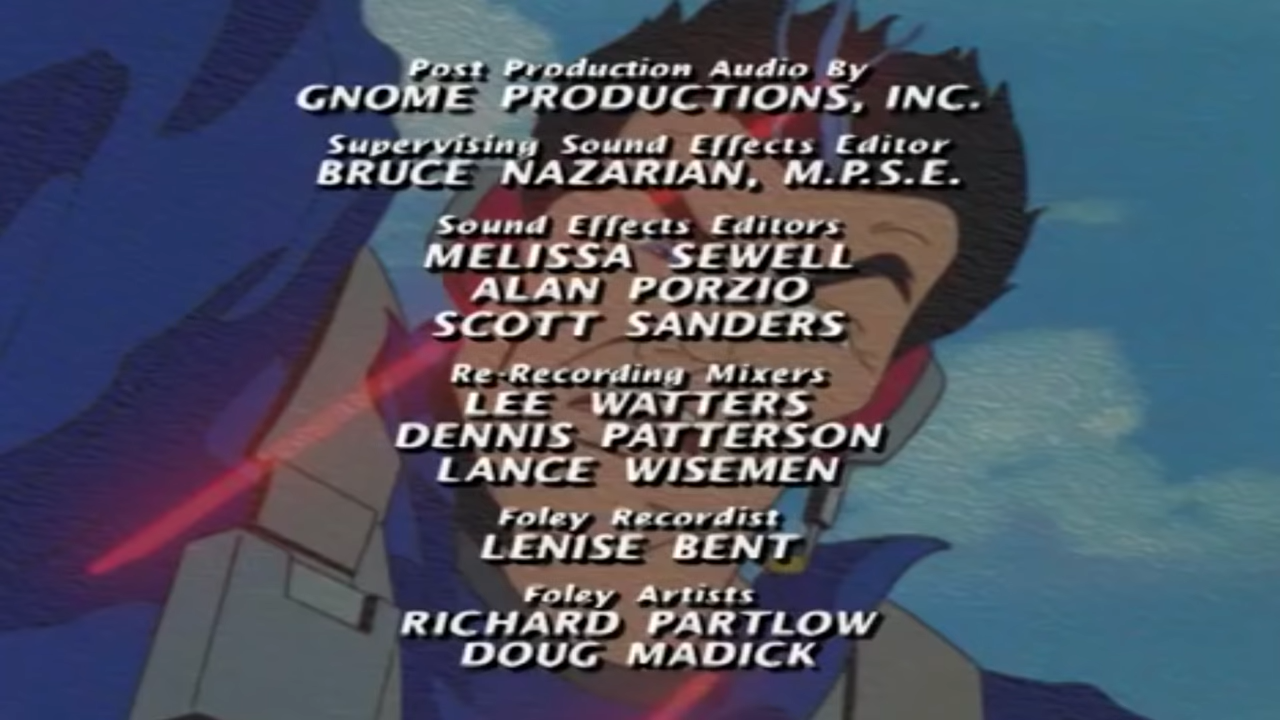 Post Production Audio By
GNOME PRODUCTIONS, INC.
Supervising Sound Effects Editor
BRUCE NAZARIAN, M.P.S.E.
Sound Effects Editors
MELISSA SEWELL
ALAN PORZIO
SCOTT SANDERS
Re-Recording Mixers
LEE WATTERS
DENNIS PATTERSON
LANCE WISEMEN
Foley Recordist
LENISE BENT
Foley Artists
RICHARD PARTLOW
DOUG MADICK